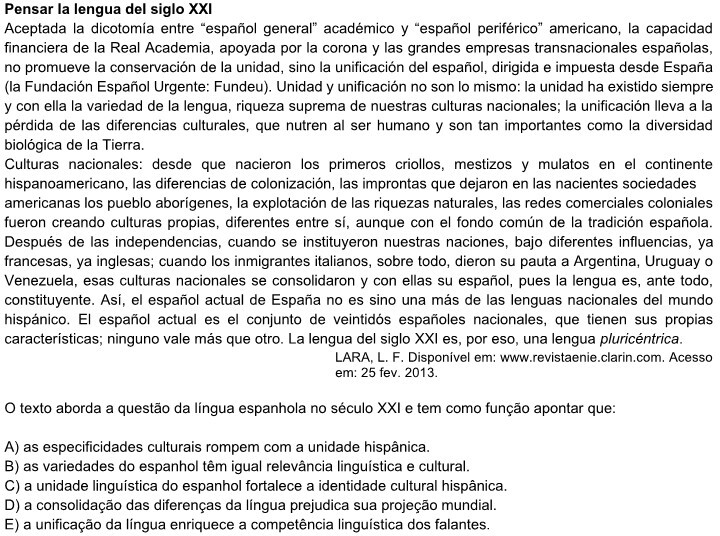 Pensar la lengua del siglo XXI
Aceptada la dicotomía entre “español general” académico y “español periférico” americano, la capacidad
financiera de la Real Academia, apoyada por la corona y las grandes empresas transnacionales españolas,
no promueve la conservación de la unidad, sino la unificación del español, dirigida e impuesta desde España
(la Fundación Español Urgente: Fundeu). Unidad y unificación no son lo mismo: la unidad ha existido siempre
y con ella la variedad de la lengua, riqueza suprema de nuestras culturas nacionales; la unificación lleva a la
pérdida de las diferencias culturales, que nutren al ser humano y son tan importantes como la diversidad
biológica de la Tierra.
Culturas nacionales: desde que nacieron los primeros criollos, mestizos y mulatos en el continente
hispanoamericano, las diferencias de colonización, las improntas que dejaron en las nacientes sociedades
americanas los pueblo aborígenes, la explotación de las riquezas naturales, las redes comerciales coloniales
fueron creando culturas propias, diferentes entre sí, aunque con el fondo común de la tradición española.
Después de las independencias, cuando se instituyeron nuestras naciones, bajo diferentes influencias, ya
francesas, ya inglesas; cuando los inmigrantes italianos, sobre todo, dieron su pauta a Argentina, Uruguay o
Venezuela, esas culturas nacionales se consolidaron y con ellas su español, pues la lengua es, ante todo,
constituyente. Así, el español actual de España no es sino una más de las lenguas nacionales del mundo
hispánico. El español actual es el conjunto de veintidós españoles nacionales, que tienen sus propias
características; ninguno vale más que otro. La lengua del siglo XXI es, por eso, una lengua pluricéntrica.
LARA, L. F. Disponível em: www.revistaenie.clarin.com. Acesso
em: 25 fev. 2013.
O texto aborda a questão da língua espanhola no século XXI e tem como função apontar que:
A) as especificidades culturais rompem com a unidade hispânica.
B) as variedades do espanhol têm igual relevância linguística e cultural.
C) a unidade linguística do espanhol fortalece a identidade cultural hispânica.
D) a consolidação das diferenças da língua prejudica sua projeção mundial.
E) a unificação da língua enriquece a competência linguística dos falantes.